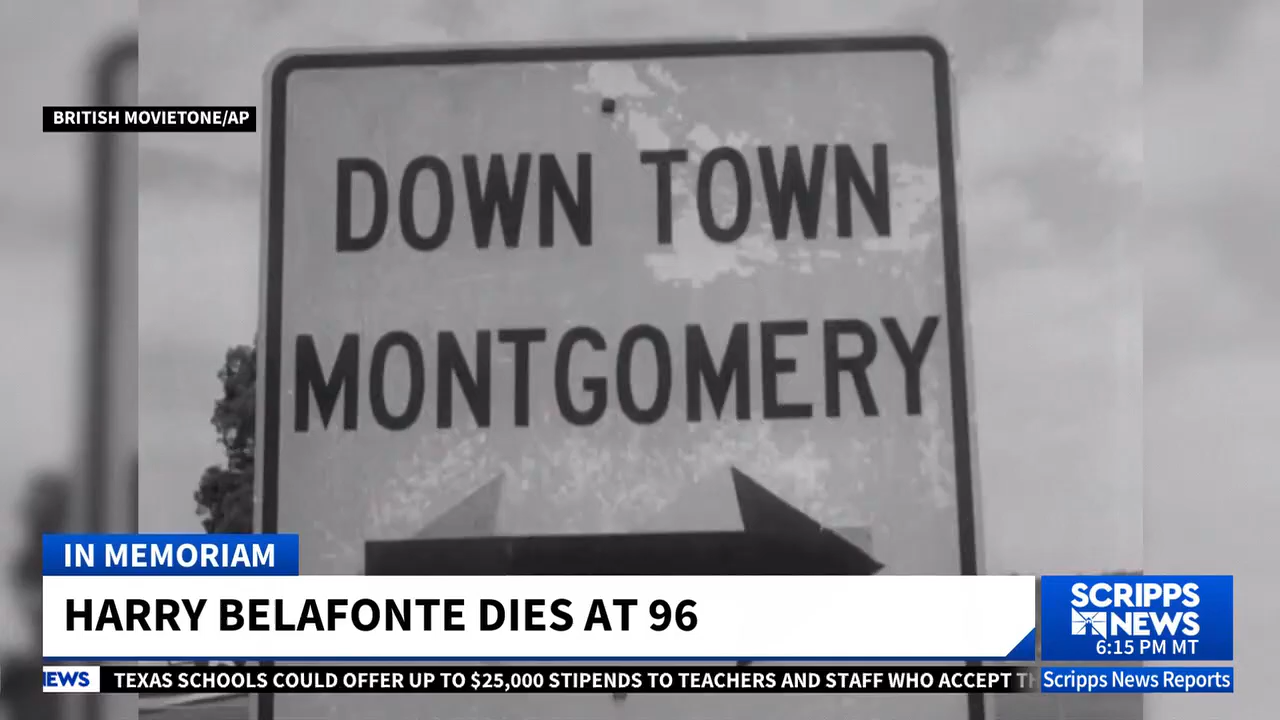 BRITISH MOVIETONE/AP
DOWN TOWN
MONTGOMERY
IN MEMORIAM
HARRY BELAFONTE DIES AT 96
SCRIPPS
NEWS
6:15 PM MT
EWS TEXAS SCHOOLS COULD OFFER UP TO $25,000 STIPENDS TO TEACHERS AND STAFF WHO ACCEPT
Scripps News Reports